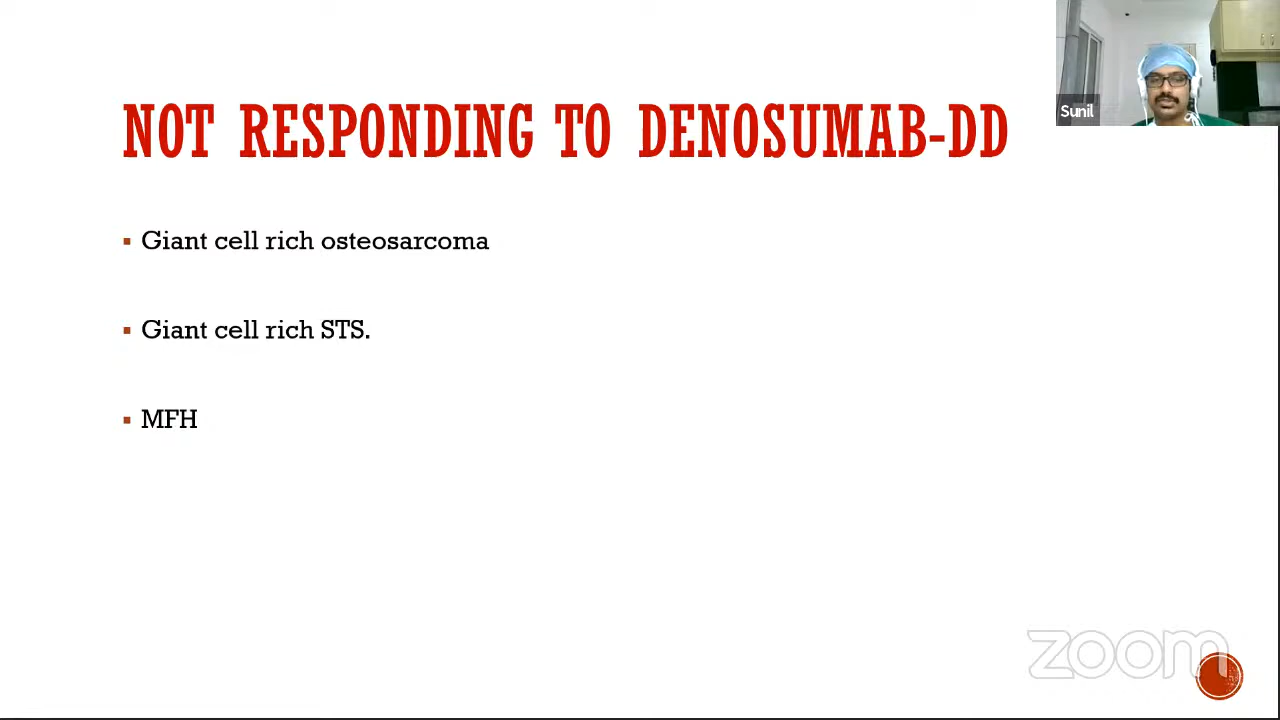 Sunil
NOT RESPONDING TO DENOSUMAB-DD
Giant cell rich osteosarcoma
Giant cell rich STS.
MFH
zoom